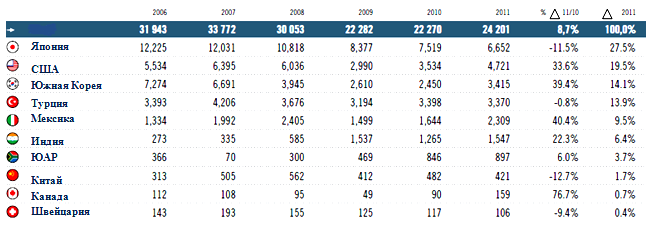 2006 2007 2008 2009 2010 2011 % △ 11/10 △ 2011
31 943 33 772 30 053 22 282 22 270 24 201 8,7% 100,0%
Япония 12,225 12,031 10,818 8,377 7,519 6,652 -11.5% 27.5%
США 5,534 6,395 6,036 2,990 3,534 4,721 33.6% 19.5%
Южная Корея 7,274 6,691 3,945 2,610 2,450 3,415 39.4% 14.1%
Турция 3,393 4,206 3,676 3,194 3,398 3,370 -0.8% 13.9%
Мексика 1,334 1,992 2,405 1,499 1,644 2,309 40.4% 9.5%
Индия 273 335 585 1,537 1,265 1,547 22.3% 6.4%
ЮАР 366 70 300 469 846 897 6.0% 3.7%
Китай 313 505 562 412 482 421 -12.7% 1.7%
Канада 112 108 95 49 90 159 76.7% 0.7%
Швейцария 143 193 155 125 117 106 -9.4% 0.4%